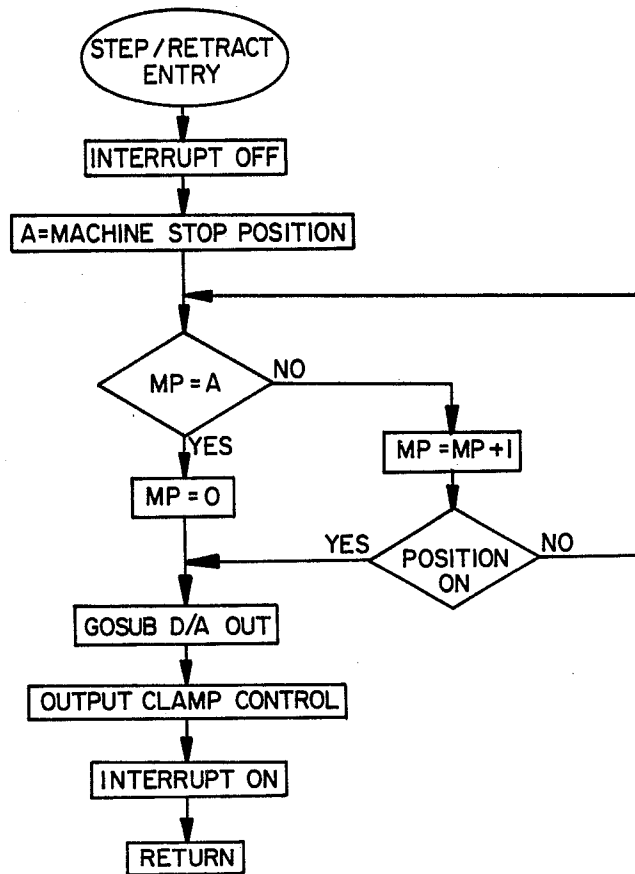 STEP/RETRACT
ENTRY
INTERRUPT OFF
A=MACHINE STOP POSITION
MP=A
NO
YES
MP=MP+1
MP=0
POSITION
ON
YES
NO
GOSUB D/A OUT
OUTPUT CLAMP CONTROL
INTERRUPT ON
RETURN